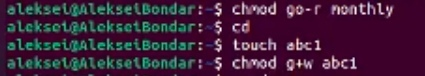 aleksei@AlekseiBondar:~$ chmod go-r monthly
aleksei@AlekseiBondar:~$ cd
aleksei@AlekseiBondar:~$ touch abc1
aleksei@AlekseiBondar:~$ chmod g+w abc1